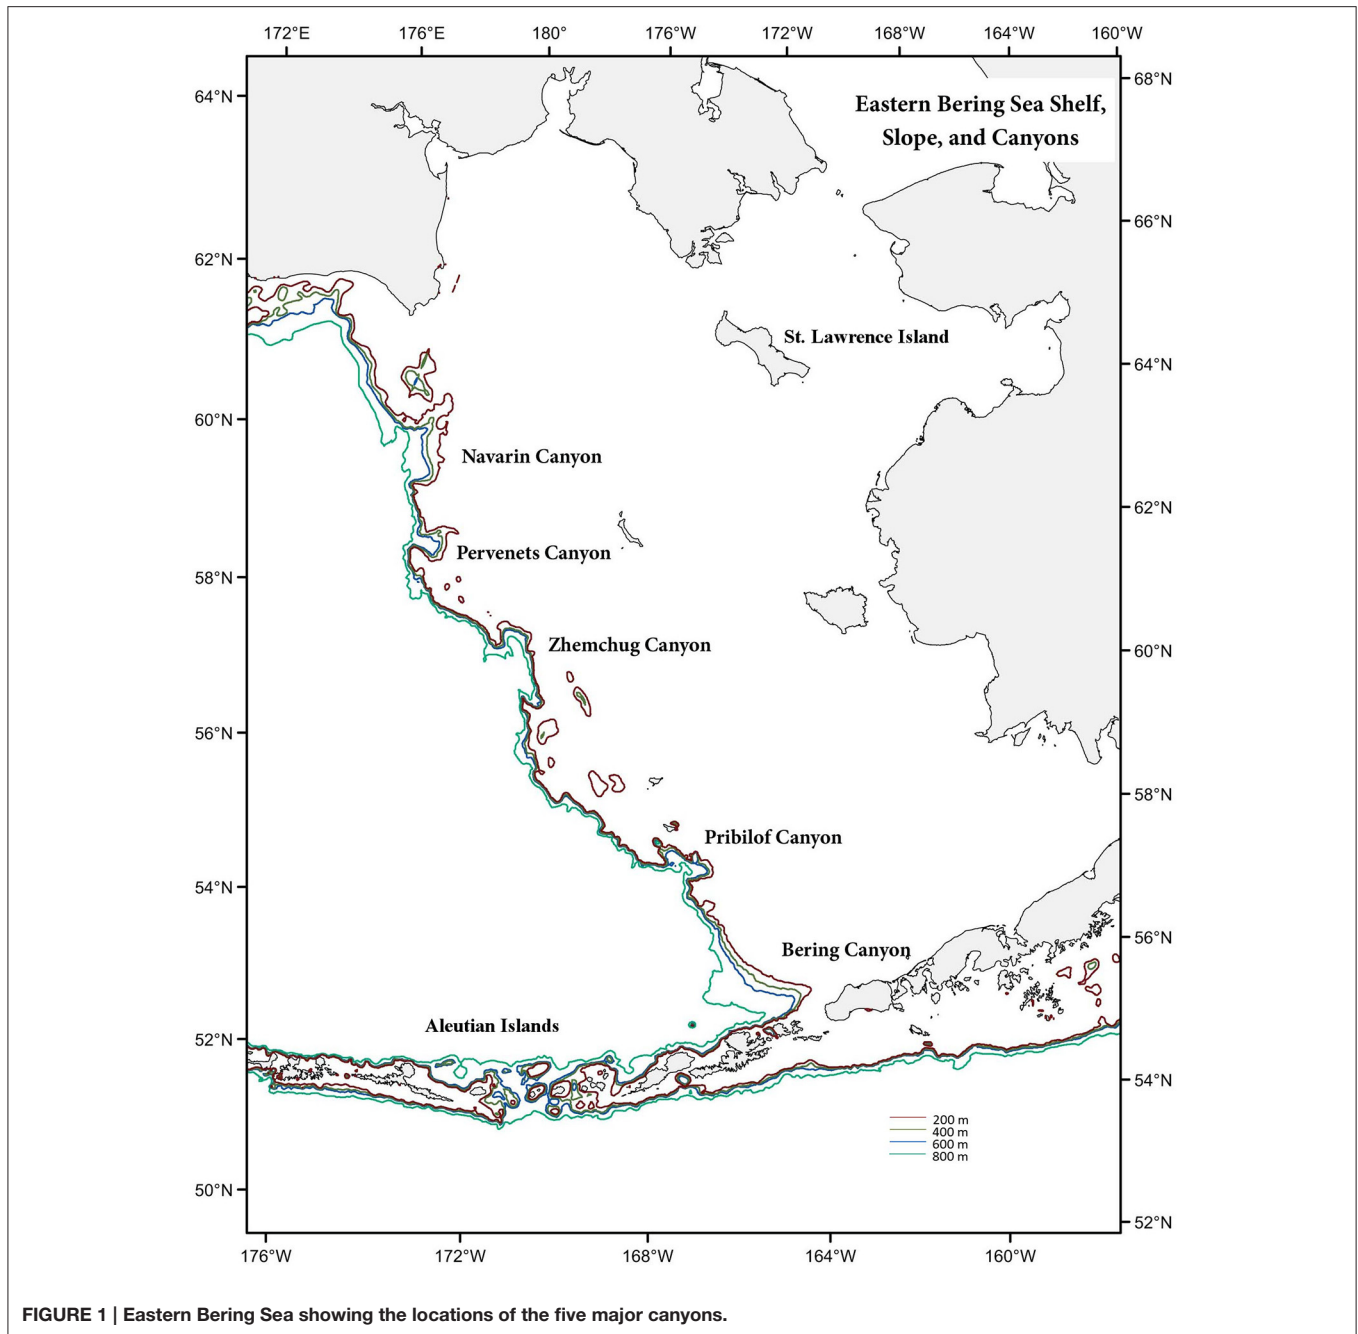 172°E 176°E 180° 176°W 172°W 168°W 164°W 160°W
68°N
64°N
Eastern Bering Sea Shelf,
Slope, and Canyons
66°N
62°N
St. Lawrence Island
64°N
60°N
Navarin Canyon
62°N
Pervenets Canyon
58°N
Zhemchug Canyon
60°N
56°N
58°N
Pribilof Canyon
54°N
56°N
Bering Canyon
Aleutian Islands
52°N
54°N
200 m
400 m
600 m
800 m
50°N
52°N
176°W 172°W 168°W 164°W 160°W
FIGURE 1 | Eastern Bering Sea showing the locations of the five major canyons.